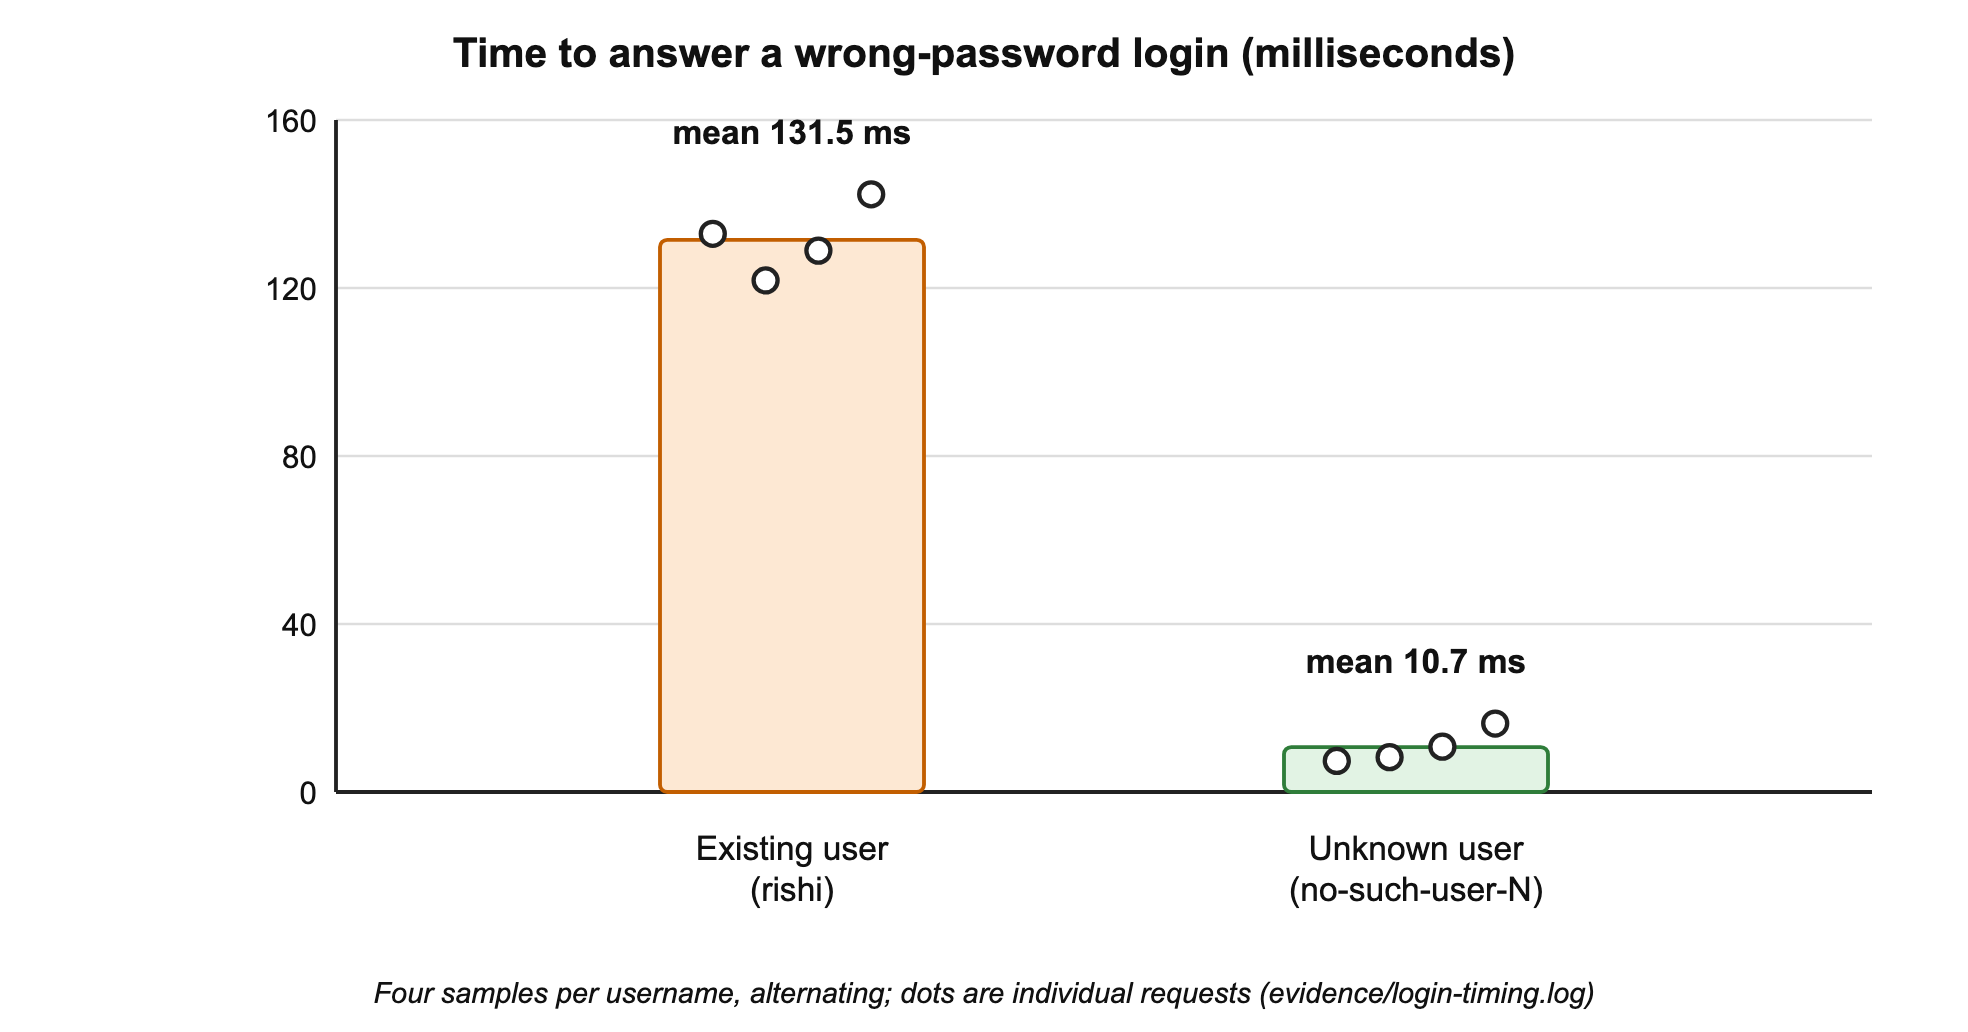 Time to answer a wrong-password login (milliseconds)
160
mean 131.5 ms
120
80
40
mean 10.7 ms
0
Existing user
(rishi)
Unknown user
(no-such-user-N)
Four samples per username, alternating; dots are individual requests (evidence/login-timing.log)